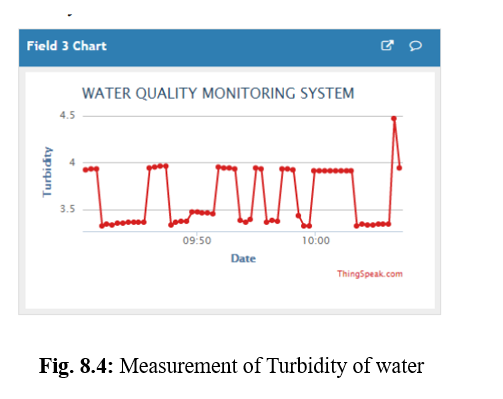 Field 3 Chart
WATER QUALITY MONITORING SYSTEM
Turbidity
4.5
4
3.5
09:50
10:00
Date
ThingSpeak.com
Fig. 8.4: Measurement of Turbidity of water